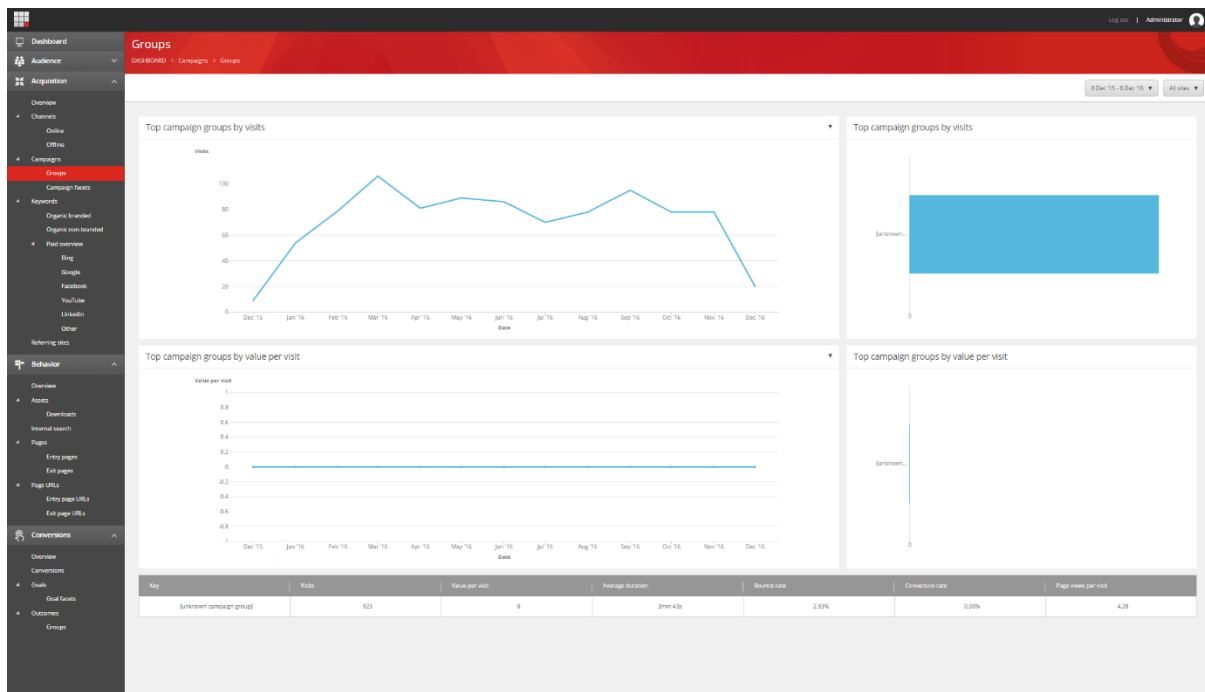 Log out | Administrator
Dashboard
Audience
Acquisition
Overview
Channels
Online
Offline
Campaigns
Groups
Campaign facets
Keywords
Organic branded
Organic non-branded
Paid overview
Bing
Google
Facebook
YouTube
LinkedIn
Other
Referring sites
Behavior
Overview
Assets
Downloads
Internal search
Pages
Entry pages
Exit pages
Page URLs
Entry page URLs
Exit page URLs
Conversions
Overview
Conversions
Goals
Goal facets
Outcomes
Groups
Groups
DASHBOARD Campaigns Groups
8 Dec '15 - 8 Dec '16 All sites
Top campaign groups by visits
Visits
100
80
60
40
20
0
Dec '15 Jan '16 Feb '16 Mar '16 Apr '16 May '16 Jun '16 Jul '16 Aug '16 Sep '16 Oct '16 Nov '16 Dec '16
Date
Top campaign groups by visits
[unknown...
0
Top campaign groups by value per visit
Value per visit
1
0.8
0.6
0.4
0.2
0
-0.2
-0.4
-0.6
-0.8
-1
Dec '15 Jan '16 Feb '16 Mar '16 Apr '16 May '16 Jun '16 Jul '16 Aug '16 Sep '16 Oct '16 Nov '16 Dec '16
Date
Top campaign groups by value per visit
[unknown...
0
Key Visits Value per visit Average duration Bounce rate Conversion rate Page views per visit
[unknown campaign group] 923 0 3min 43s 2.93% 0.00% 4.28